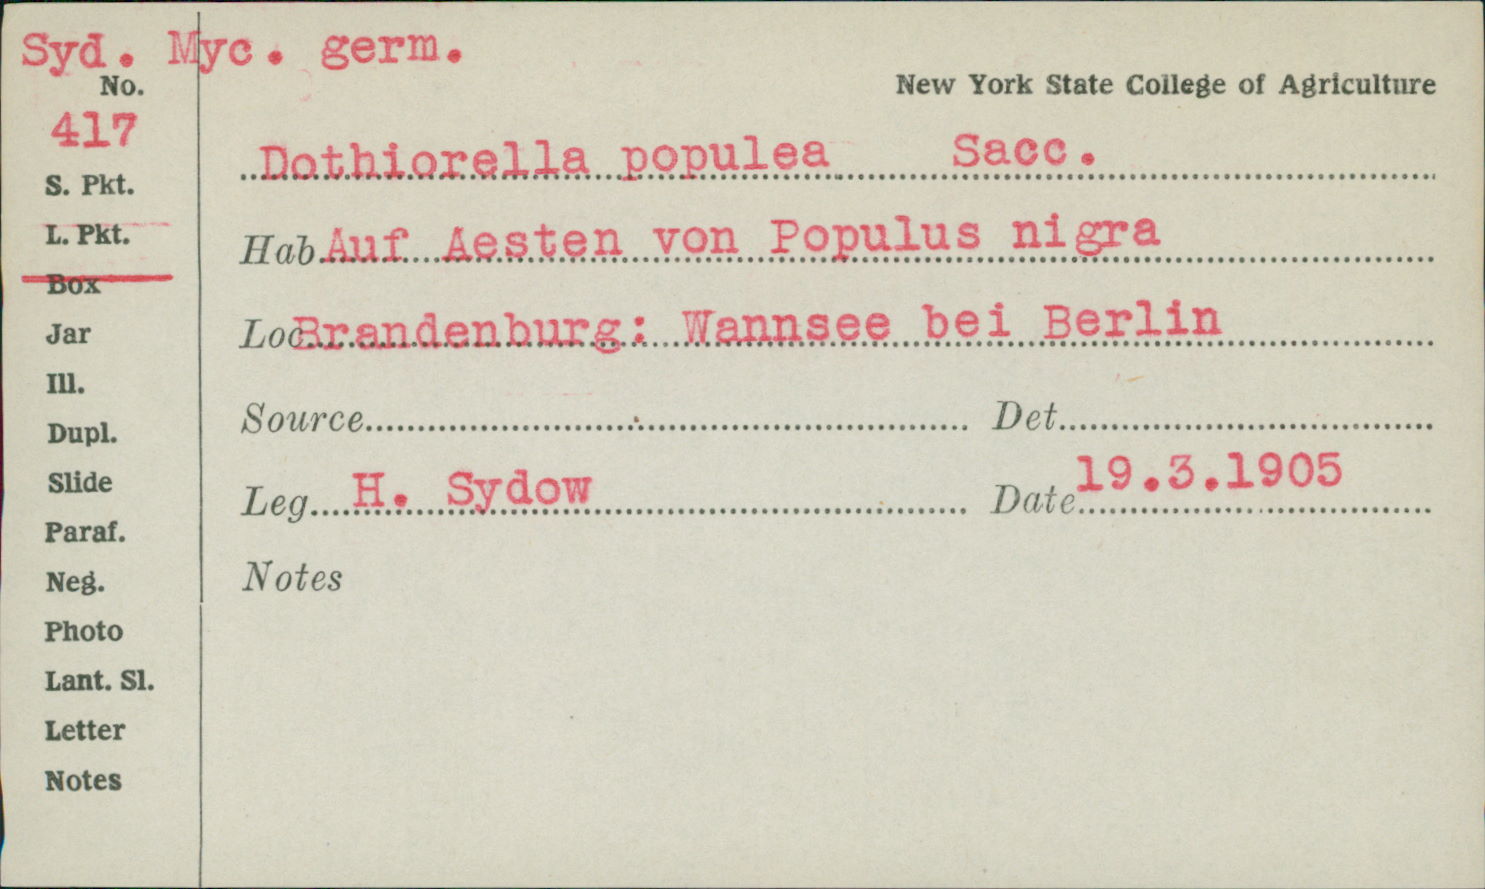 Syd. Myc. germ.
No.
New York State College of Agriculture
417
Dothiorella populea Sacc.
S. Pkt.
L. Pkt.
Hab. Auf Aesten von Populus nigra
Box
Loc. Brandenburg: Wannsee bei Berlin
Jar
Ill.
Source Det
Dupl.
Slide
Leg. H. Sydow Date 19.3.1905
Paraf.
Neg.
Notes
Photo
Lant. Sl.
Letter
Notes